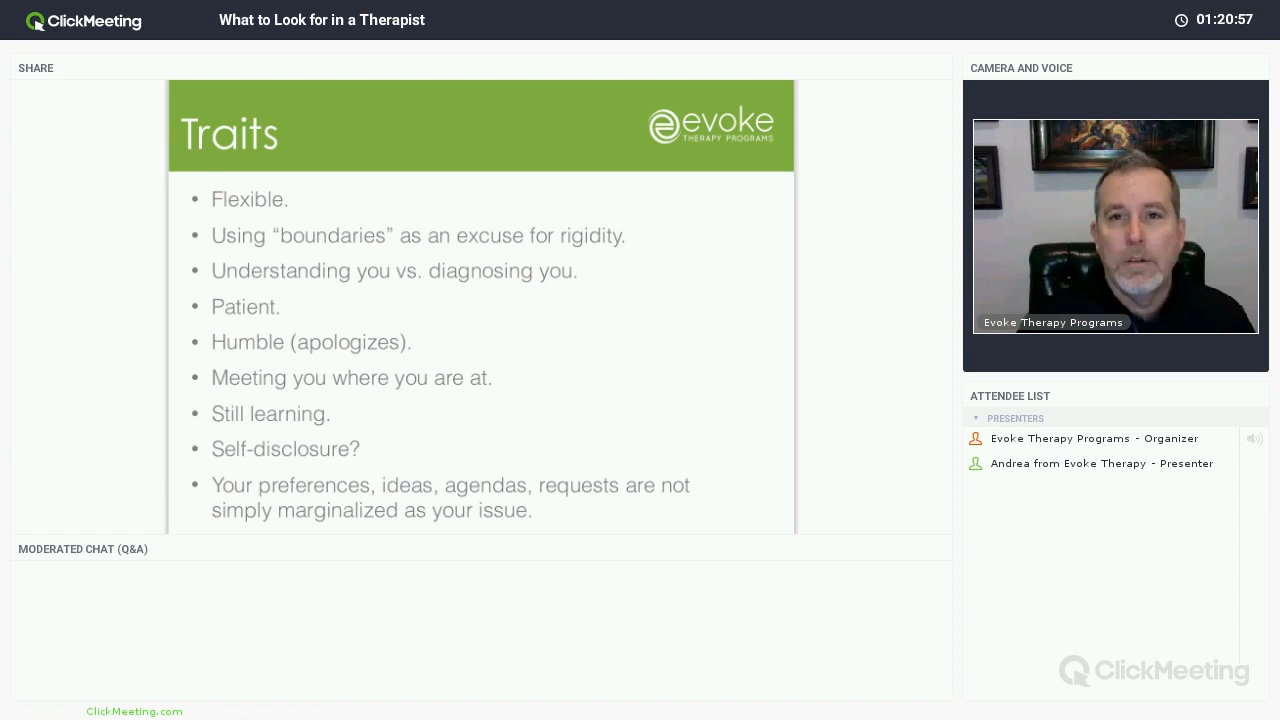 ClickMeeting
What to Look for in a Therapist
01:20:57
SHARE
Traits
evoke
THERAPY PROGRAMS
• Flexible.
• Using “boundaries” as an excuse for rigidity.
• Understanding you vs. diagnosing you.
• Patient.
• Humble (apologizes).
• Meeting you where you are at.
• Still learning.
• Self-disclosure?
• Your preferences, ideas, agendas, requests are not
simply marginalized as your issue.
MODERATED CHAT (Q&A)
CAMERA AND VOICE
Evoke Therapy Programs
ATTENDEE LIST
PRESENTERS
Evoke Therapy Programs - Organizer
Andrea from Evoke Therapy - Presenter
ClickMeeting
ClickMeeting.com